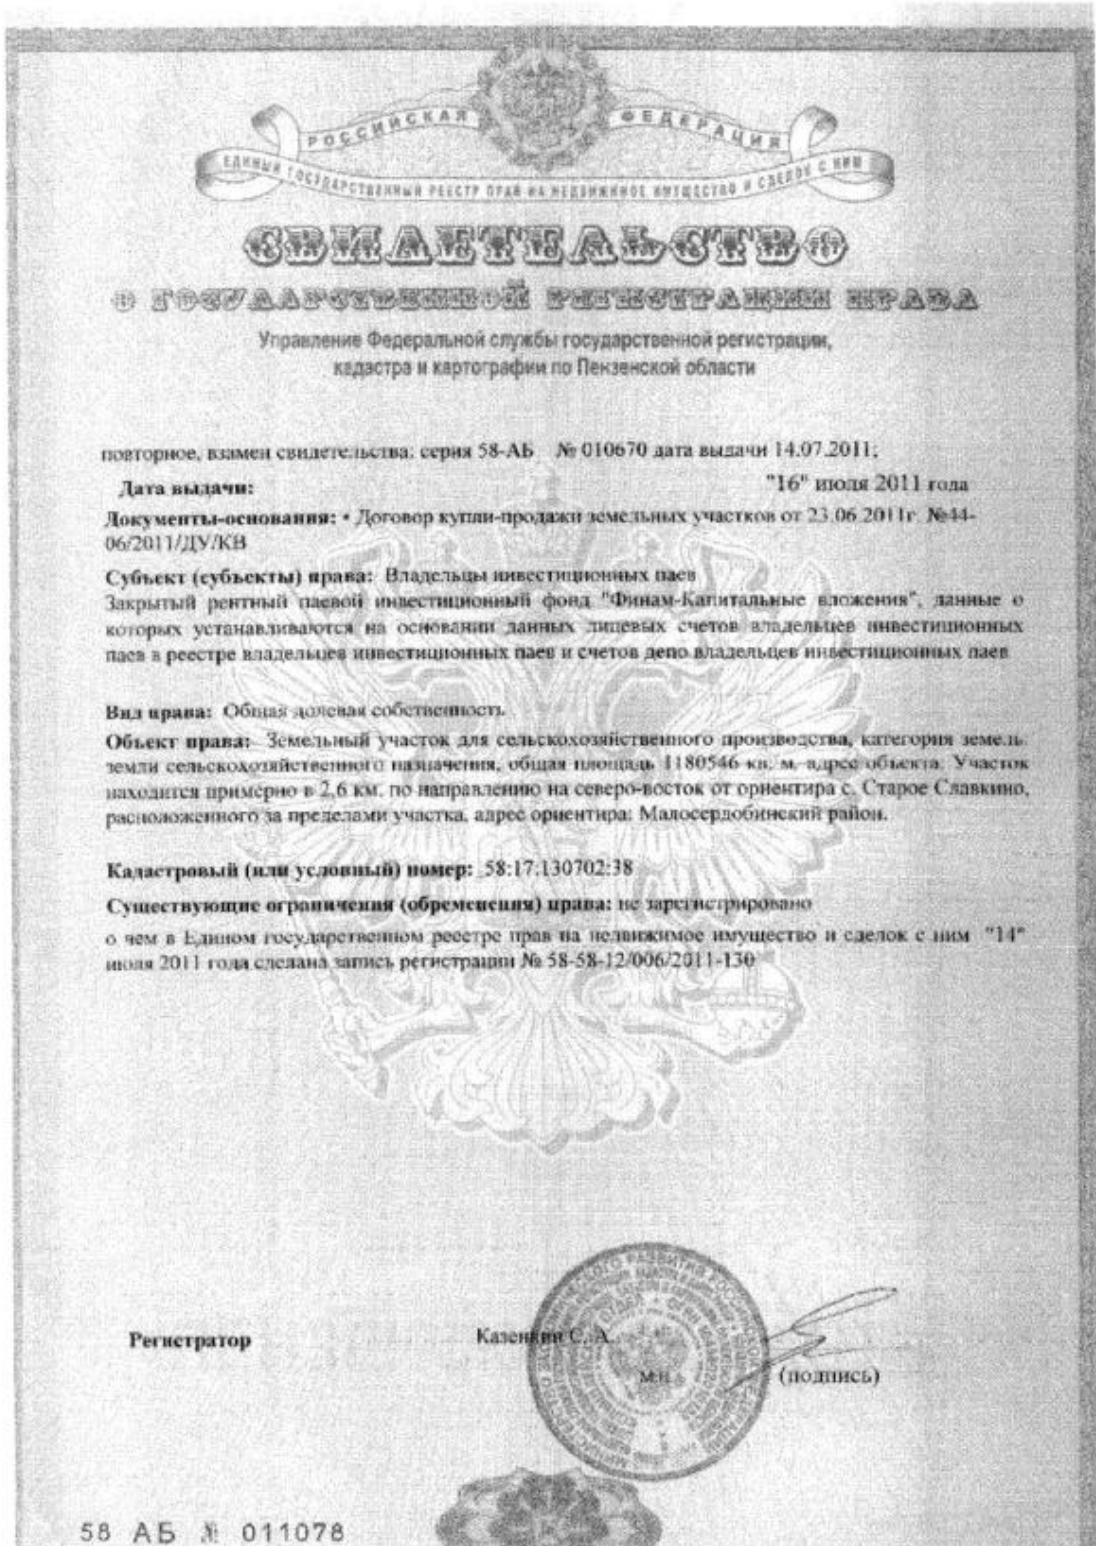 РОССИЙСКАЯ ФЕДЕРАЦИЯ
ЕДИНЫЙ ГОСУДАРСТВЕННЫЙ РЕЕСТР ПРАВ НА НЕДВИЖИМОЕ ИМУЩЕСТВО И СДЕЛОК С НИМ
СВИДЕТЕЛЬСТВО
О ГОСУДАРСТВЕННОЙ РЕГИСТРАЦИИ ПРАВА
Управление Федеральной службы государственной регистрации,
кадастра и картографии по Пензенской области
повторное, взамен свидетельства: серия 58-АБ № 010670 дата выдачи 14.07.2011;
Дата выдачи: "16" июля 2011 года
Документы-основания: • Договор купли-продажи земельных участков от 23.06.2011г. №44-
06/2011/ДУ/КВ
Субъект (субъекты) права: Владельцы инвестиционных паев
Закрытый рентный паевой инвестиционный фонд "Финам-Капитальные вложения", данные о
которых устанавливаются на основании данных лицевых счетов владельцев инвестиционных
паев в реестре владельцев инвестиционных паев и счетов депо владельцев инвестиционных паев
Вид права: Общая долевая собственность
Объект права: Земельный участок для сельскохозяйственного производства, категория земель:
земли сельскохозяйственного назначения, общая площадь 1180546 кв. м, адрес объекта: Участок
находится примерно в 2,6 км. по направлению на северо-восток от ориентира с. Старое Славкино,
расположенного за пределами участка, адрес ориентира: Малосердобинский район.
Кадастровый (или условный) номер: 58:17:130702:38
Существующие ограничения (обременения) права: не зарегистрировано
о чем в Едином государственном реестре прав на недвижимое имущество и сделок с ним "14"
июля 2011 года сделана запись регистрации № 58-58-12/006/2011-130
Регистратор Казенкин С. А.
м.п. (подпись)
58 АБ № 011078